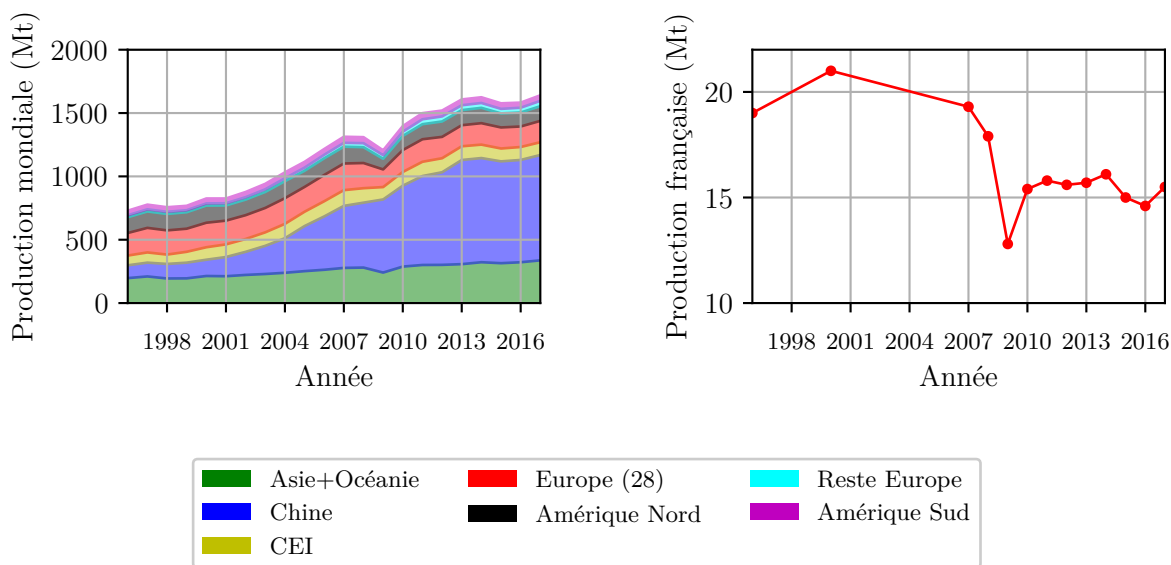 Production mondiale (Mt)
2000
1500
1000
500
0
1998 2001 2004 2007 2010 2013 2016
Année
Production française (Mt)
20
15
10
1998 2001 2004 2007 2010 2013 2016
Année
Asie+Océanie
Chine
CEI
Europe (28)
Amérique Nord
Reste Europe
Amérique Sud